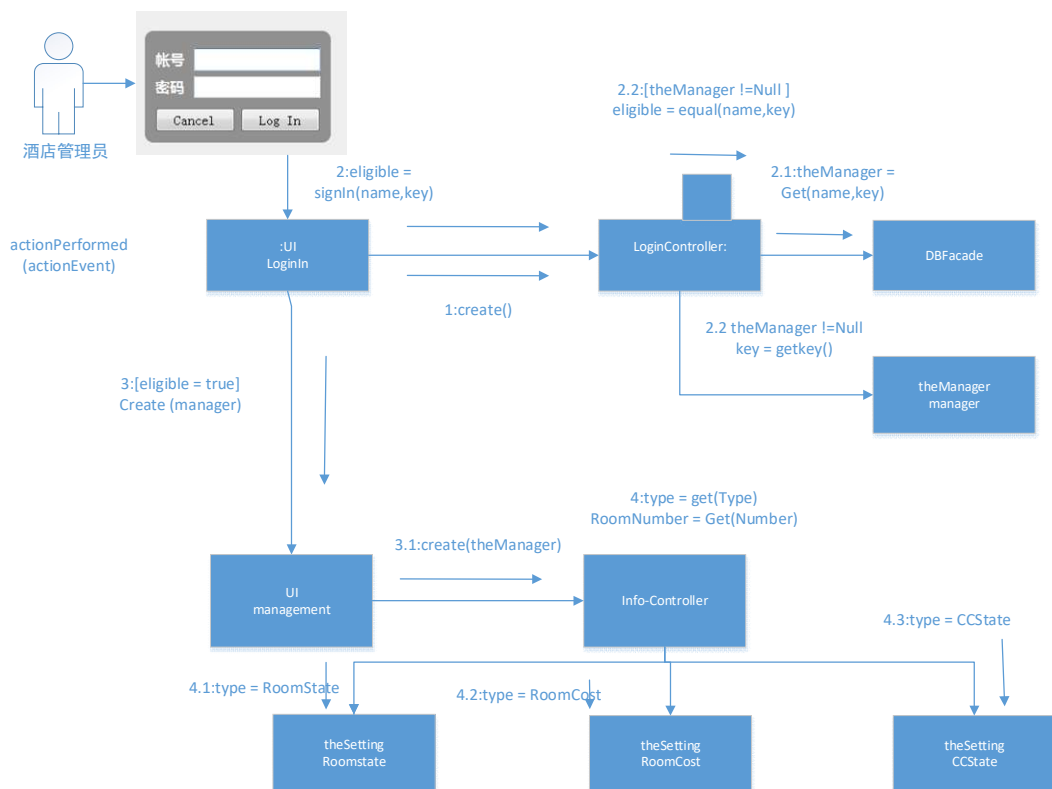 帐号
密码
Cancel
Log In
酒店管理员
2.2:[theManager !=Null ]
eligible = equal(name,key)
2:eligible =
signIn(name,key)
2.1:theManager =
Get(name,key)
actionPerformed
(actionEvent)
:UI
LoginIn
LoginController:
DBFacade
1:create()
2.2 theManager !=Null
key = getkey()
3:[eligible = true]
Create (manager)
theManager
manager
4:type = get(Type)
RoomNumber = Get(Number)
3.1:create(theManager)
UI
management
Info-Controller
4.3:type = CCState
4.1:type = RoomState
4.2:type = RoomCost
theSetting
Roomstate
theSetting
RoomCost
theSetting
CCState